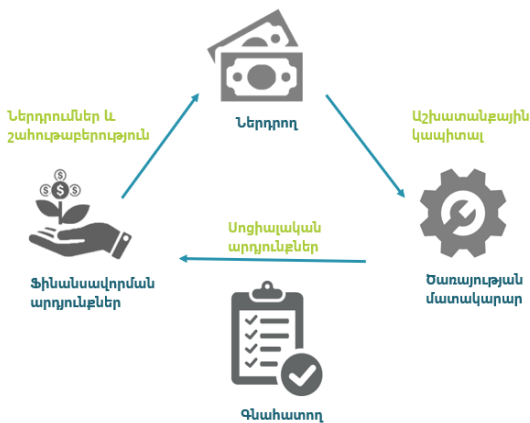 Ներդրող
Ներդրումներ և
շահութաբերություն
Աշխատանքային
կապիտալ
Սոցիալական
արդյունքներ
Ֆինանսավորման
արդյունքներ
Ծառայության
մատակարար
Գնահատող